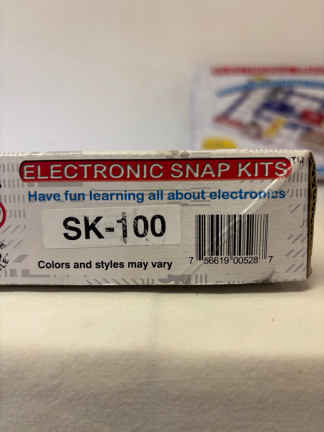 ELECTRONIC SNAP KITS™
Have fun learning all about electronics
SK-100
Colors and styles may vary
7 56619 00528 7